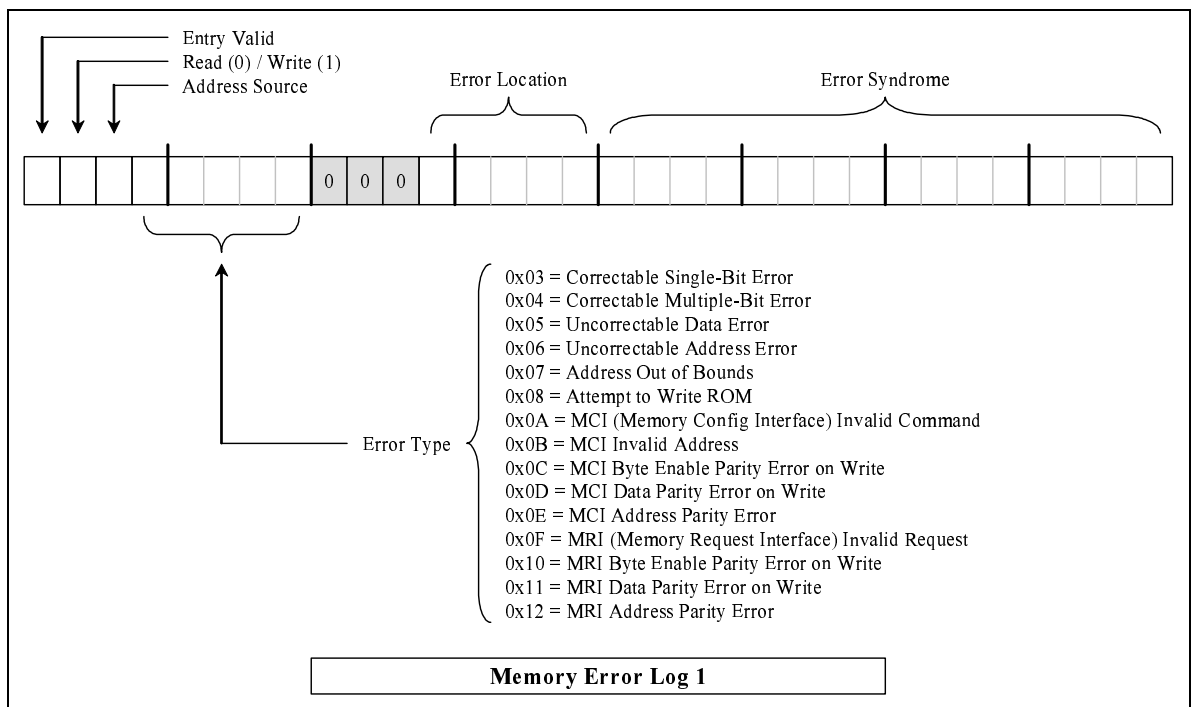 Entry Valid
Read (0) / Write (1)
Address Source
Error Location
Error Syndrome
0 0 0
0x03 = Correctable Single-Bit Error
0x04 = Correctable Multiple-Bit Error
0x05 = Uncorrectable Data Error
0x06 = Uncorrectable Address Error
0x07 = Address Out of Bounds
0x08 = Attempt to Write ROM
0x0A = MCI (Memory Config Interface) Invalid Command
Error Type
0x0B = MCI Invalid Address
0x0C = MCI Byte Enable Parity Error on Write
0x0D = MCI Data Parity Error on Write
0x0E = MCI Address Parity Error
0x0F = MRI (Memory Request Interface) Invalid Request
0x10 = MRI Byte Enable Parity Error on Write
0x11 = MRI Data Parity Error on Write
0x12 = MRI Address Parity Error
Memory Error Log 1